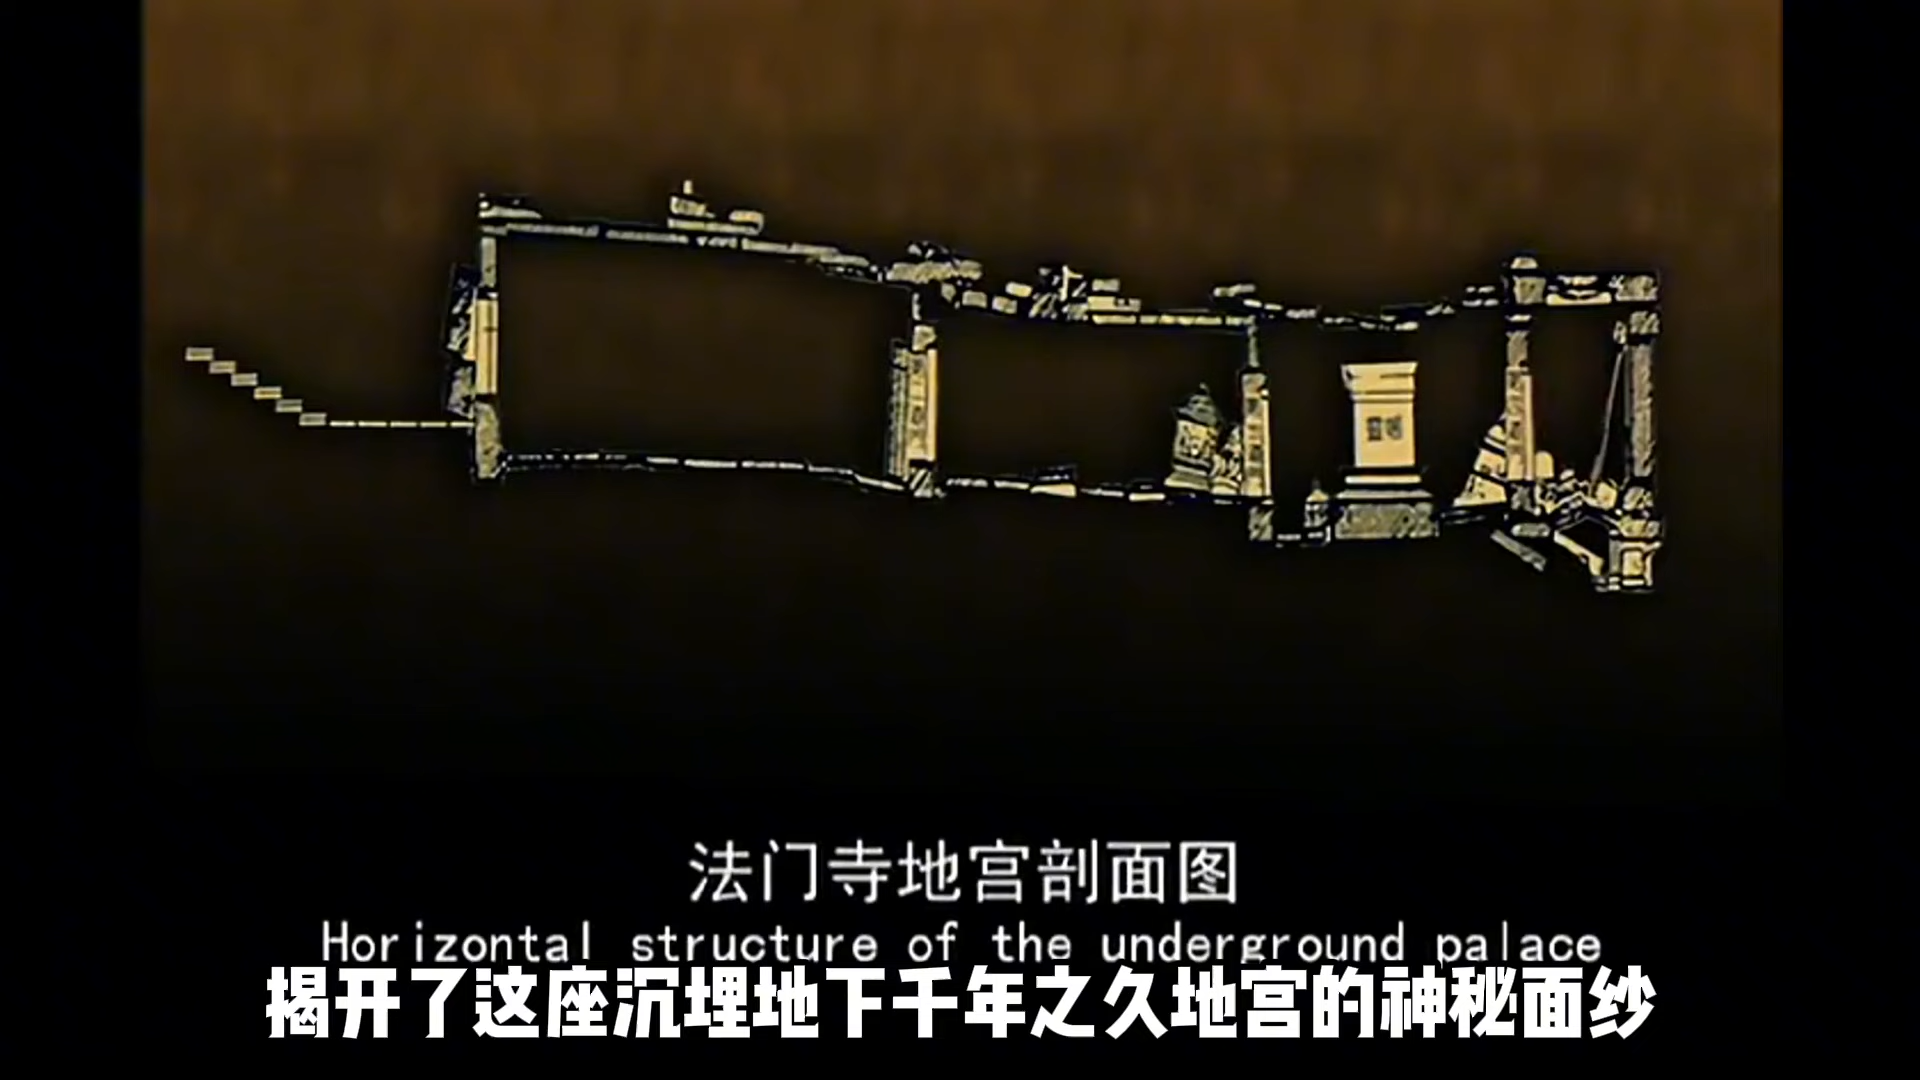 法门寺地宫剖面图
Horizontal structure of the underground palace
揭开了这座沉埋地下千年之久地宫的神秘面纱